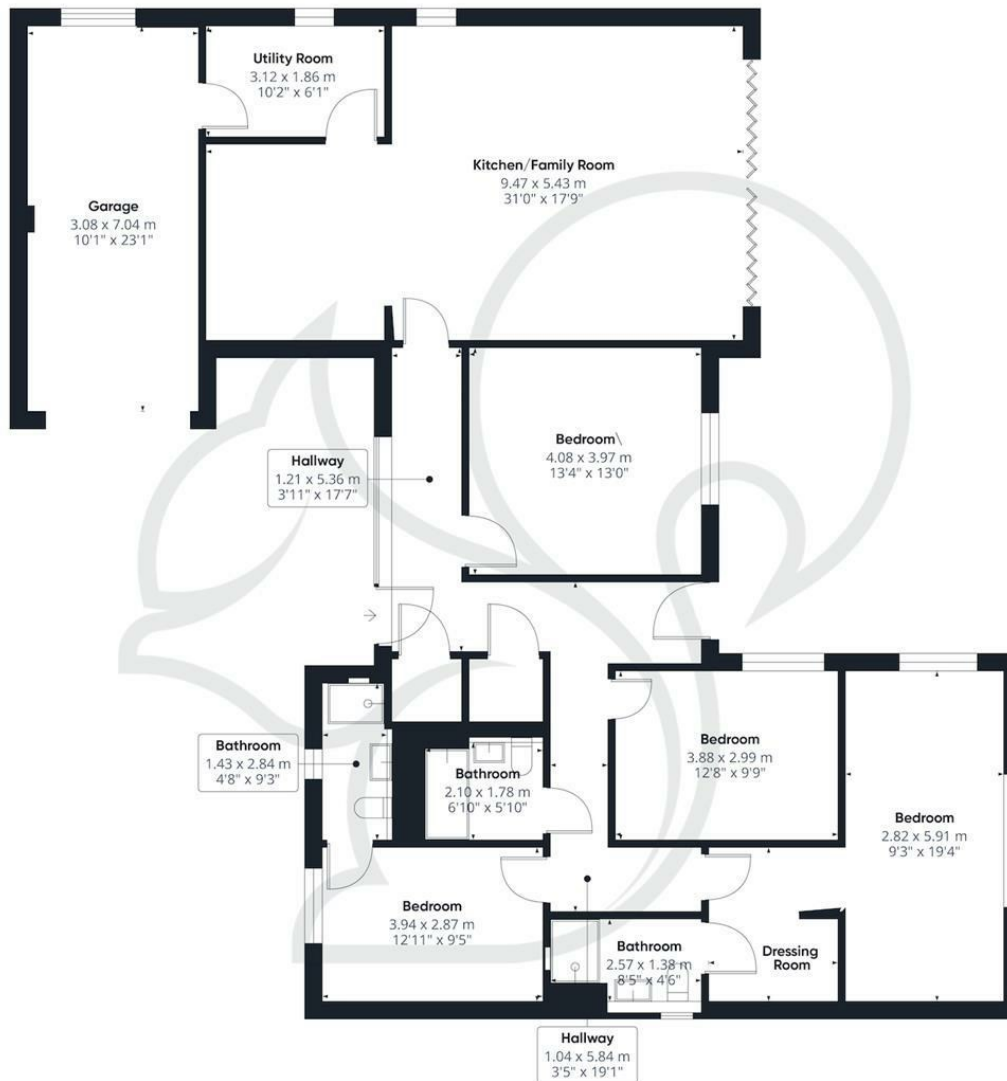 Utility Room
3.12 x 1.86 m
10'2" x 6'1"
Kitchen/Family Room
9.47 x 5.43 m
31'0" x 17'9"
Garage
3.08 x 7.04 m
10'1" x 23'1"
Hallway
1.21 x 5.36 m
3'11" x 17'7"
Bedroom\
4.08 x 3.97 m
13'4" x 13'0"
Bathroom
1.43 x 2.84 m
4'8" x 9'3"
Bathroom
2.10 x 1.78 m
6'10" x 5'10"
Bedroom
3.88 x 2.99 m
12'8" x 9'9"
Bedroom
2.82 x 5.91 m
9'3" x 19'4"
Bedroom
3.94 x 2.87 m
12'11" x 9'5"
Bathroom
2.57 x 1.38 m
8'5" x 4'6"
Dressing
Room
Hallway
1.04 x 5.84 m
3'5" x 19'1"